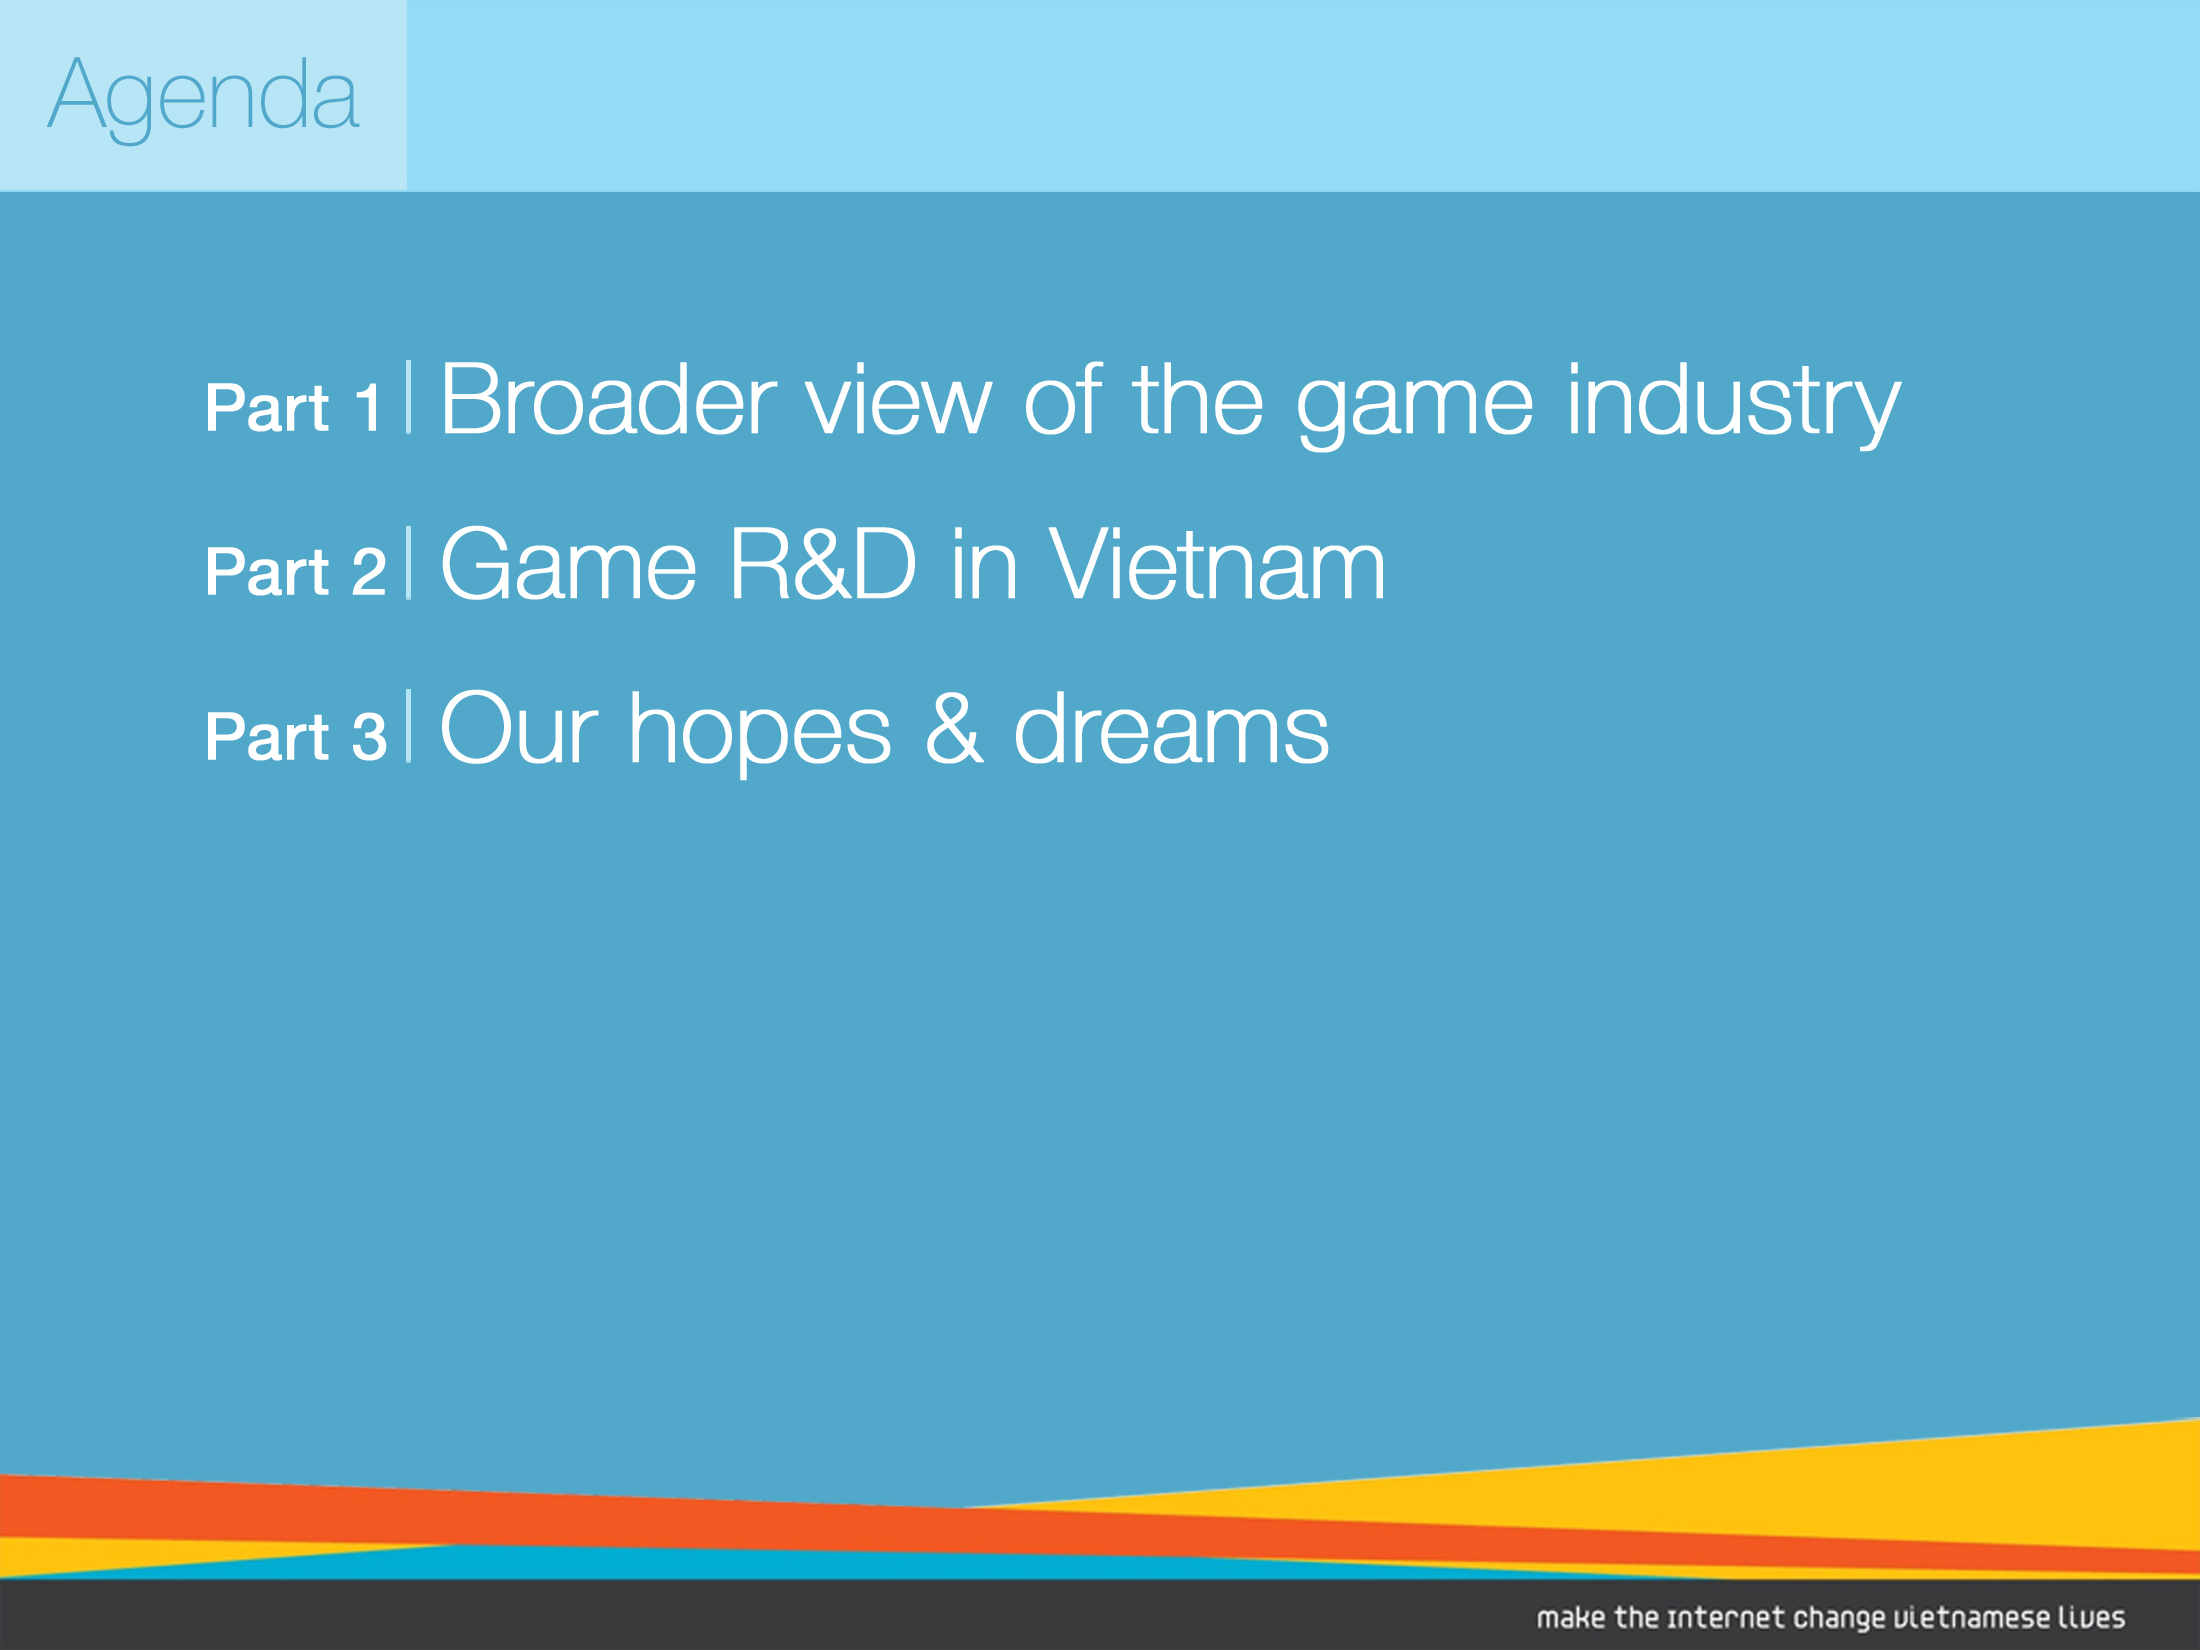 Agenda
Part 1 Broader view of the game industry
Part 2 Game R&D in Vietnam
Part 3 Our hopes & dreams
make the Internet change vietnamese lives